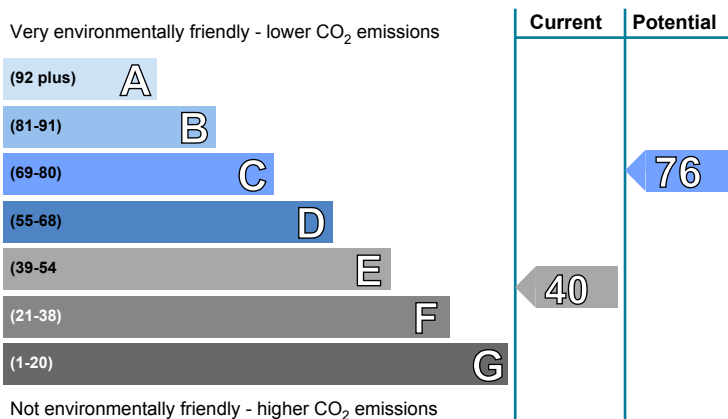 Current Potential
Very environmentally friendly - lower CO2 emissions
(92 plus) A
(81-91) B
(69-80) C
76
(55-68) D
(39-54 E
40
(21-38) F
(1-20) G
Not environmentally friendly - higher CO2 emissions